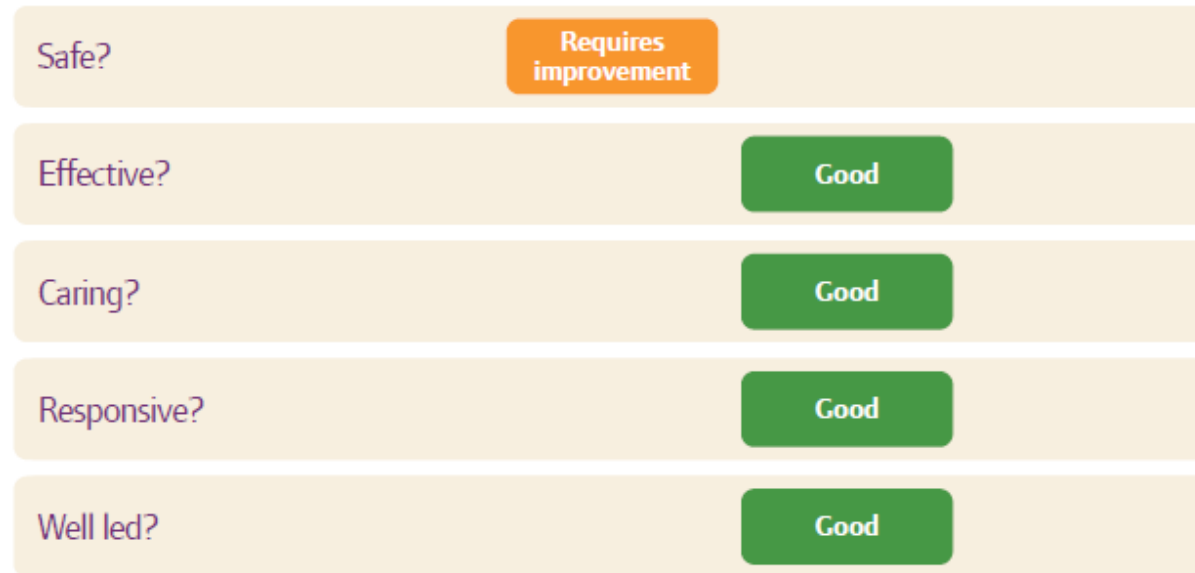 Safe?
Requires
improvement
Effective?
Good
Caring?
Good
Responsive?
Good
Well led?
Good